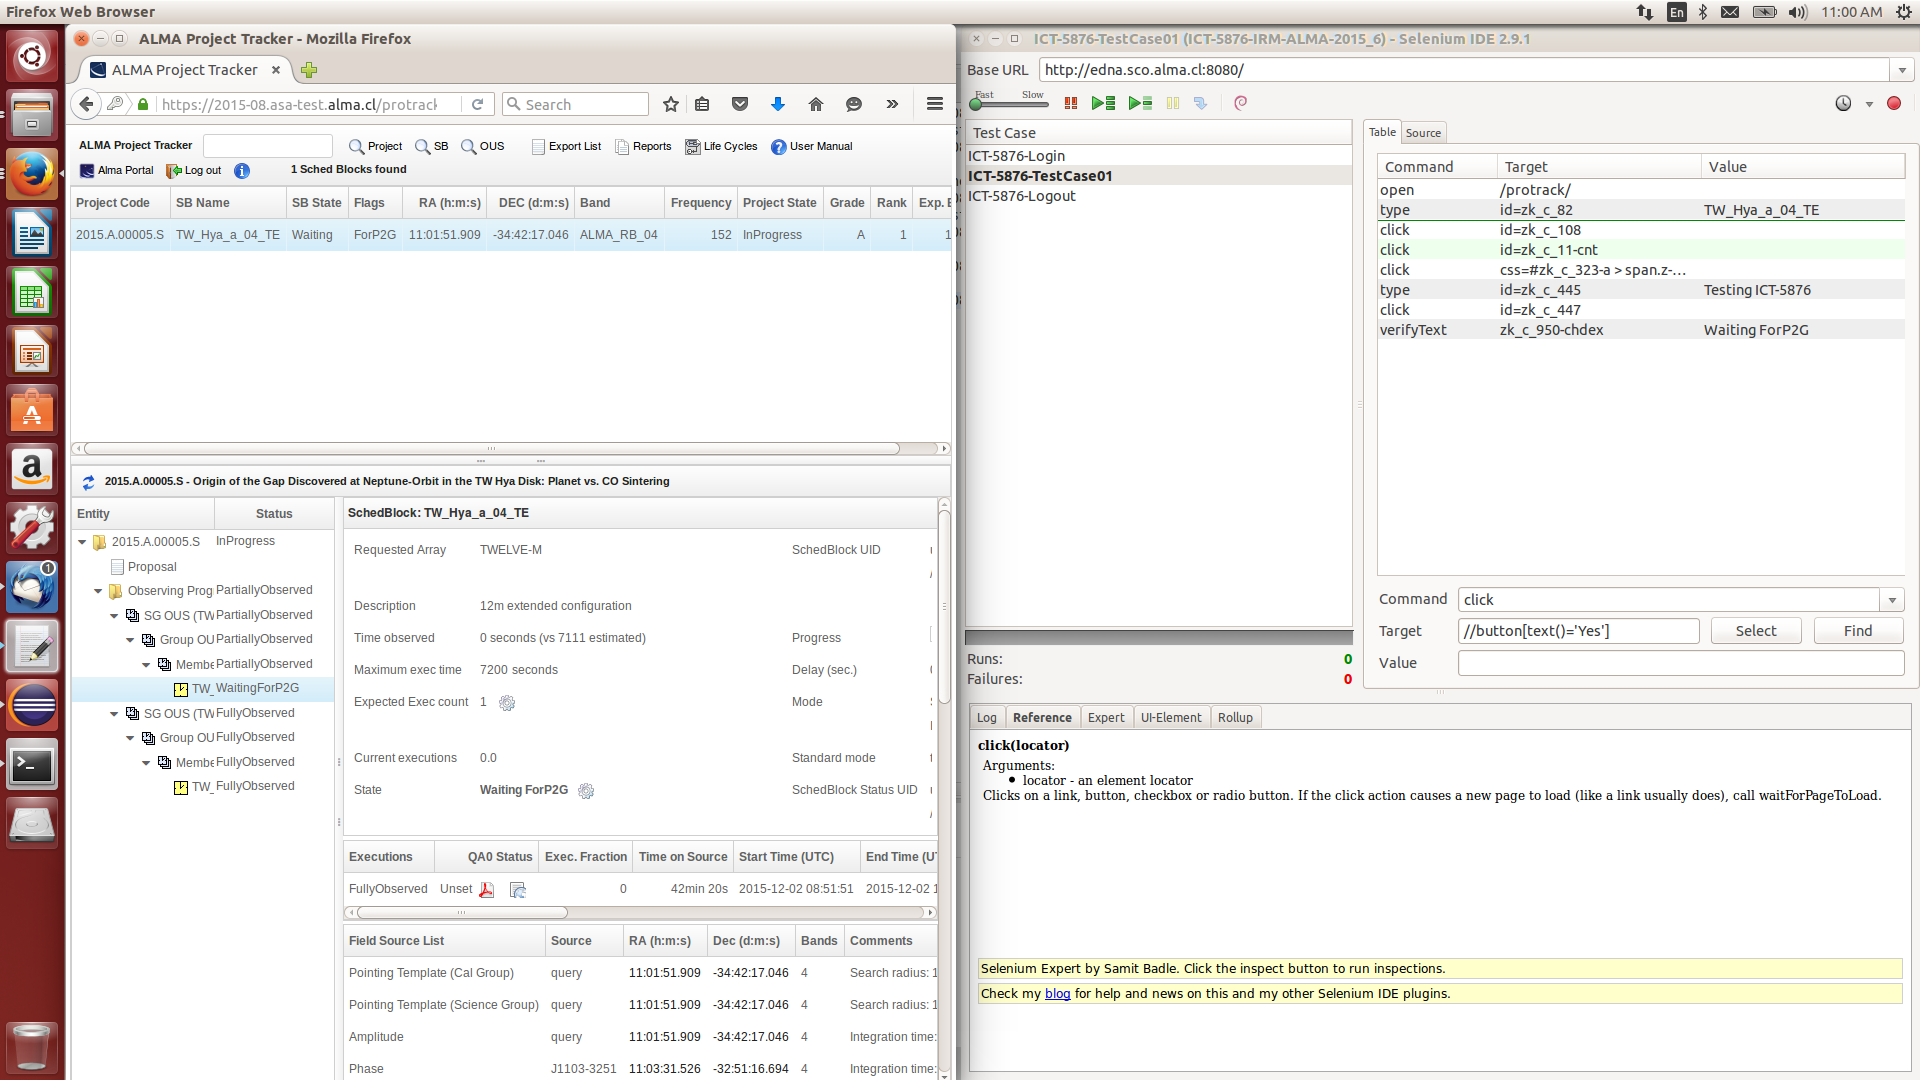 Firefox Web Browser
En
11:00 AM
ALMA Project Tracker - Mozilla Firefox
ALMA Project Tracker
https://2015-08.asa-test.alma.cl/protrack
Search
ALMA Project Tracker
Project
SB
OUS
Export List
Reports
Life Cycles
User Manual
Alma Portal
Log out
1 Sched Blocks found
Project Code SB Name SB State Flags RA (h:m:s) DEC (d:m:s) Band Frequency Project State Grade Rank Exp. E
2015.A.00005.S TW_Hya_a_04_TE Waiting ForP2G 11:01:51.909 -34:42:17.046 ALMA_RB_04 152 InProgress A 1 1
2015.A.00005.S - Origin of the Gap Discovered at Neptune-Orbit in the TW Hya Disk: Planet vs. CO Sintering
Entity Status
2015.A.00005.S InProgress
Proposal
Observing Prog PartiallyObserved
SG OUS (TW PartiallyObserved
Group OU PartiallyObserved
Membe PartiallyObserved
TW_ WaitingForP2G
SG OUS (TW FullyObserved
Group OU FullyObserved
Membe FullyObserved
TW_ FullyObserved
SchedBlock: TW_Hya_a_04_TE
Requested Array TWELVE-M SchedBlock UID
Description 12m extended configuration
Time observed 0 seconds (vs 7111 estimated) Progress
Maximum exec time 7200 seconds Delay (sec.)
Expected Exec count 1 Mode
Current executions 0.0 Standard mode
State Waiting ForP2G SchedBlock Status UID
Executions QA0 Status Exec. Fraction Time on Source Start Time (UTC) End Time (UT
FullyObserved Unset 0 42min 20s 2015-12-02 08:51:51 2015-12-02 1
Field Source List Source RA (h:m:s) Dec (d:m:s) Bands Comments
Pointing Template (Cal Group) query 11:01:51.909 -34:42:17.046 4 Search radius: 1
Pointing Template (Science Group) query 11:01:51.909 -34:42:17.046 4 Search radius: 1
Amplitude query 11:01:51.909 -34:42:17.046 4 Integration time:
Phase J1103-3251 11:03:31.526 -32:51:16.694 4 Integration time:
ICT-5876-TestCase01 (ICT-5876-IRM-ALMA-2015_6) - Selenium IDE 2.9.1
Base URL http://edna.sco.alma.cl:8080/
Fast Slow
Test Case
ICT-5876-Login
ICT-5876-TestCase01
ICT-5876-Logout
Runs: 0
Failures: 0
Table Source
Command Target Value
open /protrack/
type id=zk_c_82 TW_Hya_a_04_TE
click id=zk_c_108
click id=zk_c_11-cnt
click css=#zk_c_323-a > span.z-...
type id=zk_c_445 Testing ICT-5876
click id=zk_c_447
verifyText zk_c_950-chdex Waiting ForP2G
Command click
Target //button[text()='Yes'] Select Find
Value
Log Reference Expert UI-Element Rollup
click(locator)
Arguments:
• locator - an element locator
Clicks on a link, button, checkbox or radio button. If the click action causes a new page to load (like a link usually does), call waitForPageToLoad.
Selenium Expert by Samit Badle. Click the inspect button to run inspections.
Check my blog for help and news on this and my other Selenium IDE plugins.